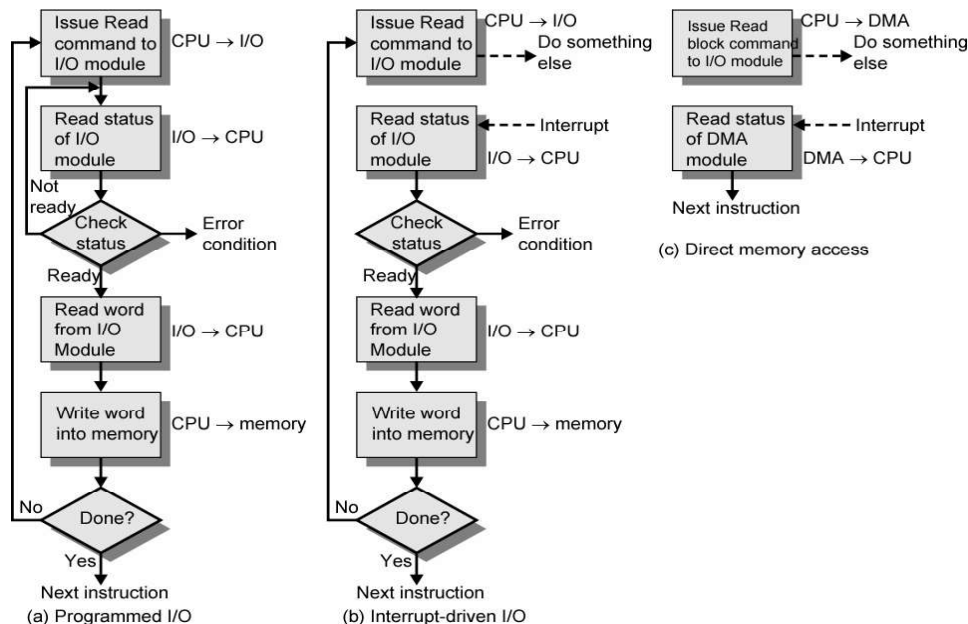 Issue Read
command to
I/O module
CPU → I/O
Read status
of I/O
module
I/O → CPU
Not
ready
Check
status
Error
condition
Ready
Read word
from I/O
Module
I/O → CPU
Write word
into memory
CPU → memory
No
Done?
Yes
Next instruction
(a) Programmed I/O
Issue Read
command to
I/O module
CPU → I/O
Do something
else
Read status
of I/O
module
Interrupt
I/O → CPU
Check
status
Error
condition
Ready
Read word
from I/O
Module
I/O → CPU
Write word
into memory
CPU → memory
No
Done?
Yes
Next instruction
(b) Interrupt-driven I/O
Issue Read
block command
to I/O module
CPU → DMA
Do something
else
Read status
of DMA
module
Interrupt
DMA → CPU
Next instruction
(c) Direct memory access